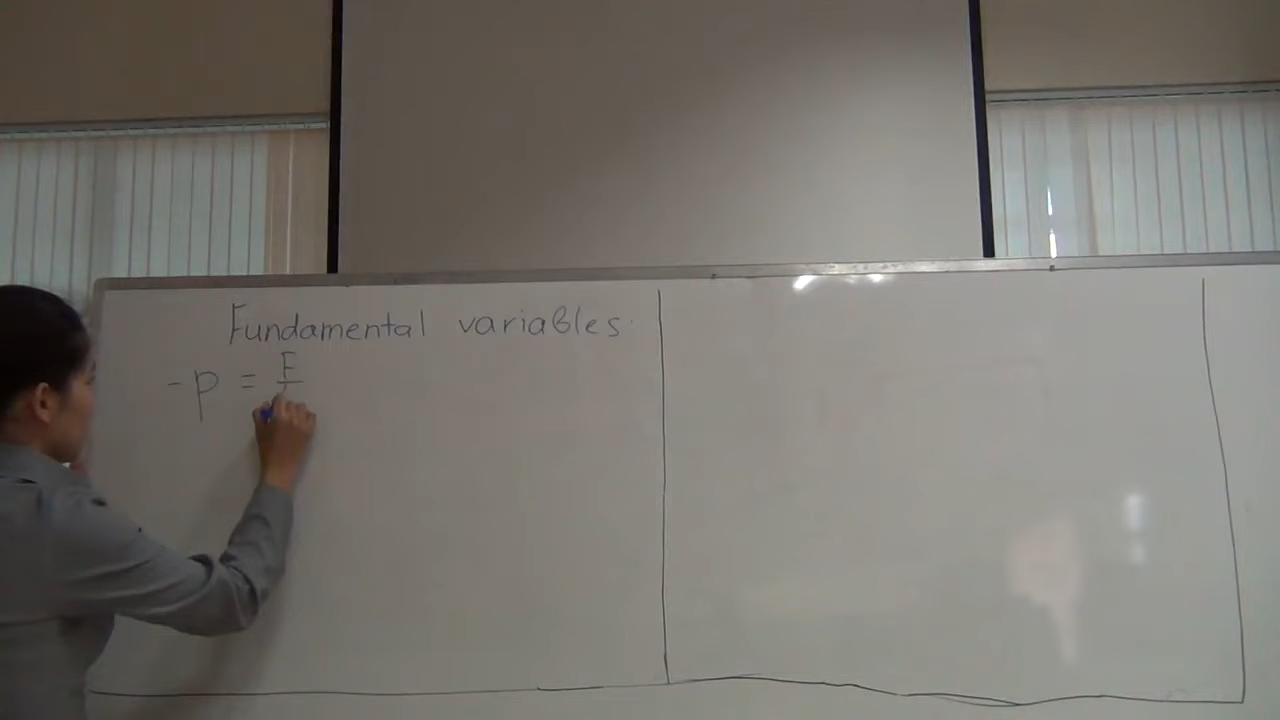 Fundamental variables.
- p = F